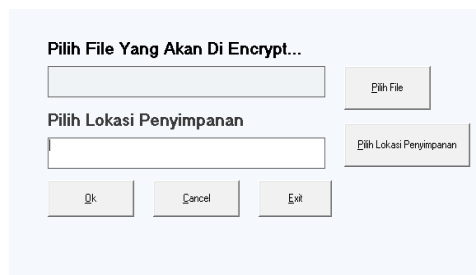 Pilih File Yang Akan Di Encrypt...
Pilih File
Pilih Lokasi Penyimpanan
Pilih Lokasi Penyimpanan
Ok Cancel Exit